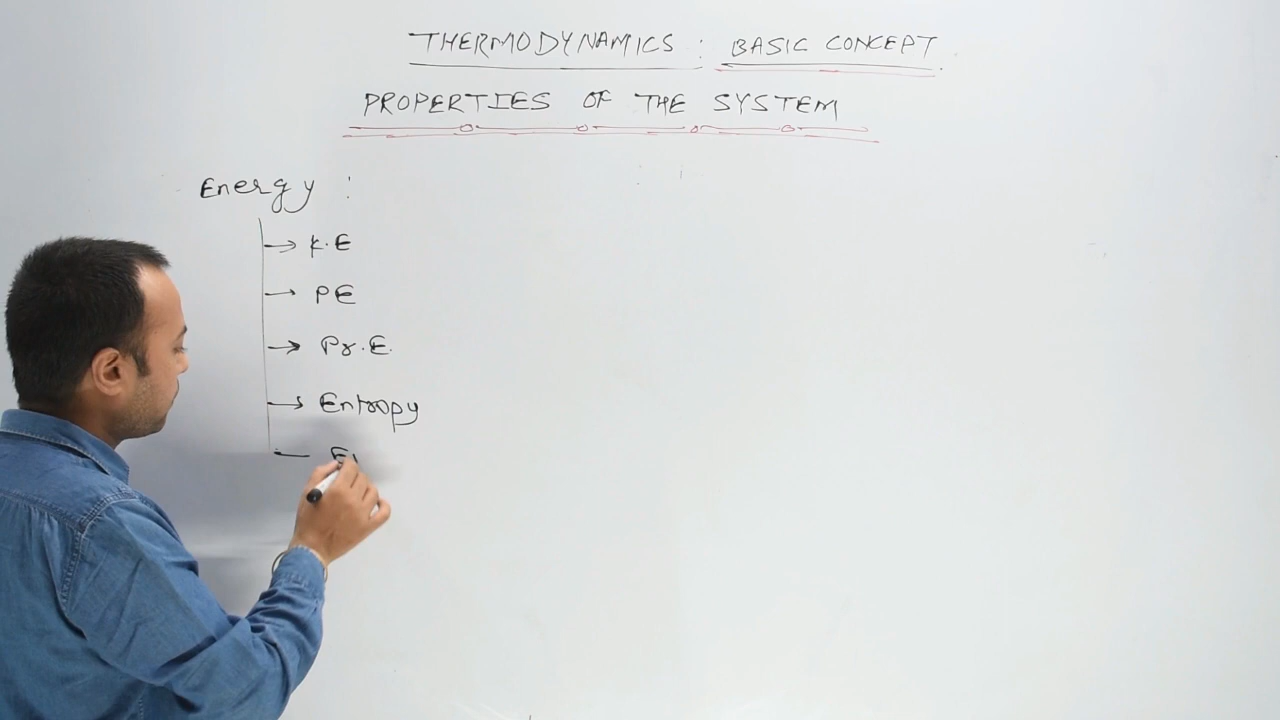 THERMODYNAMICS : BASIC CONCEPT
PROPERTIES OF THE SYSTEM
Energy :
K.E
PE
Pr.E.
Entropy